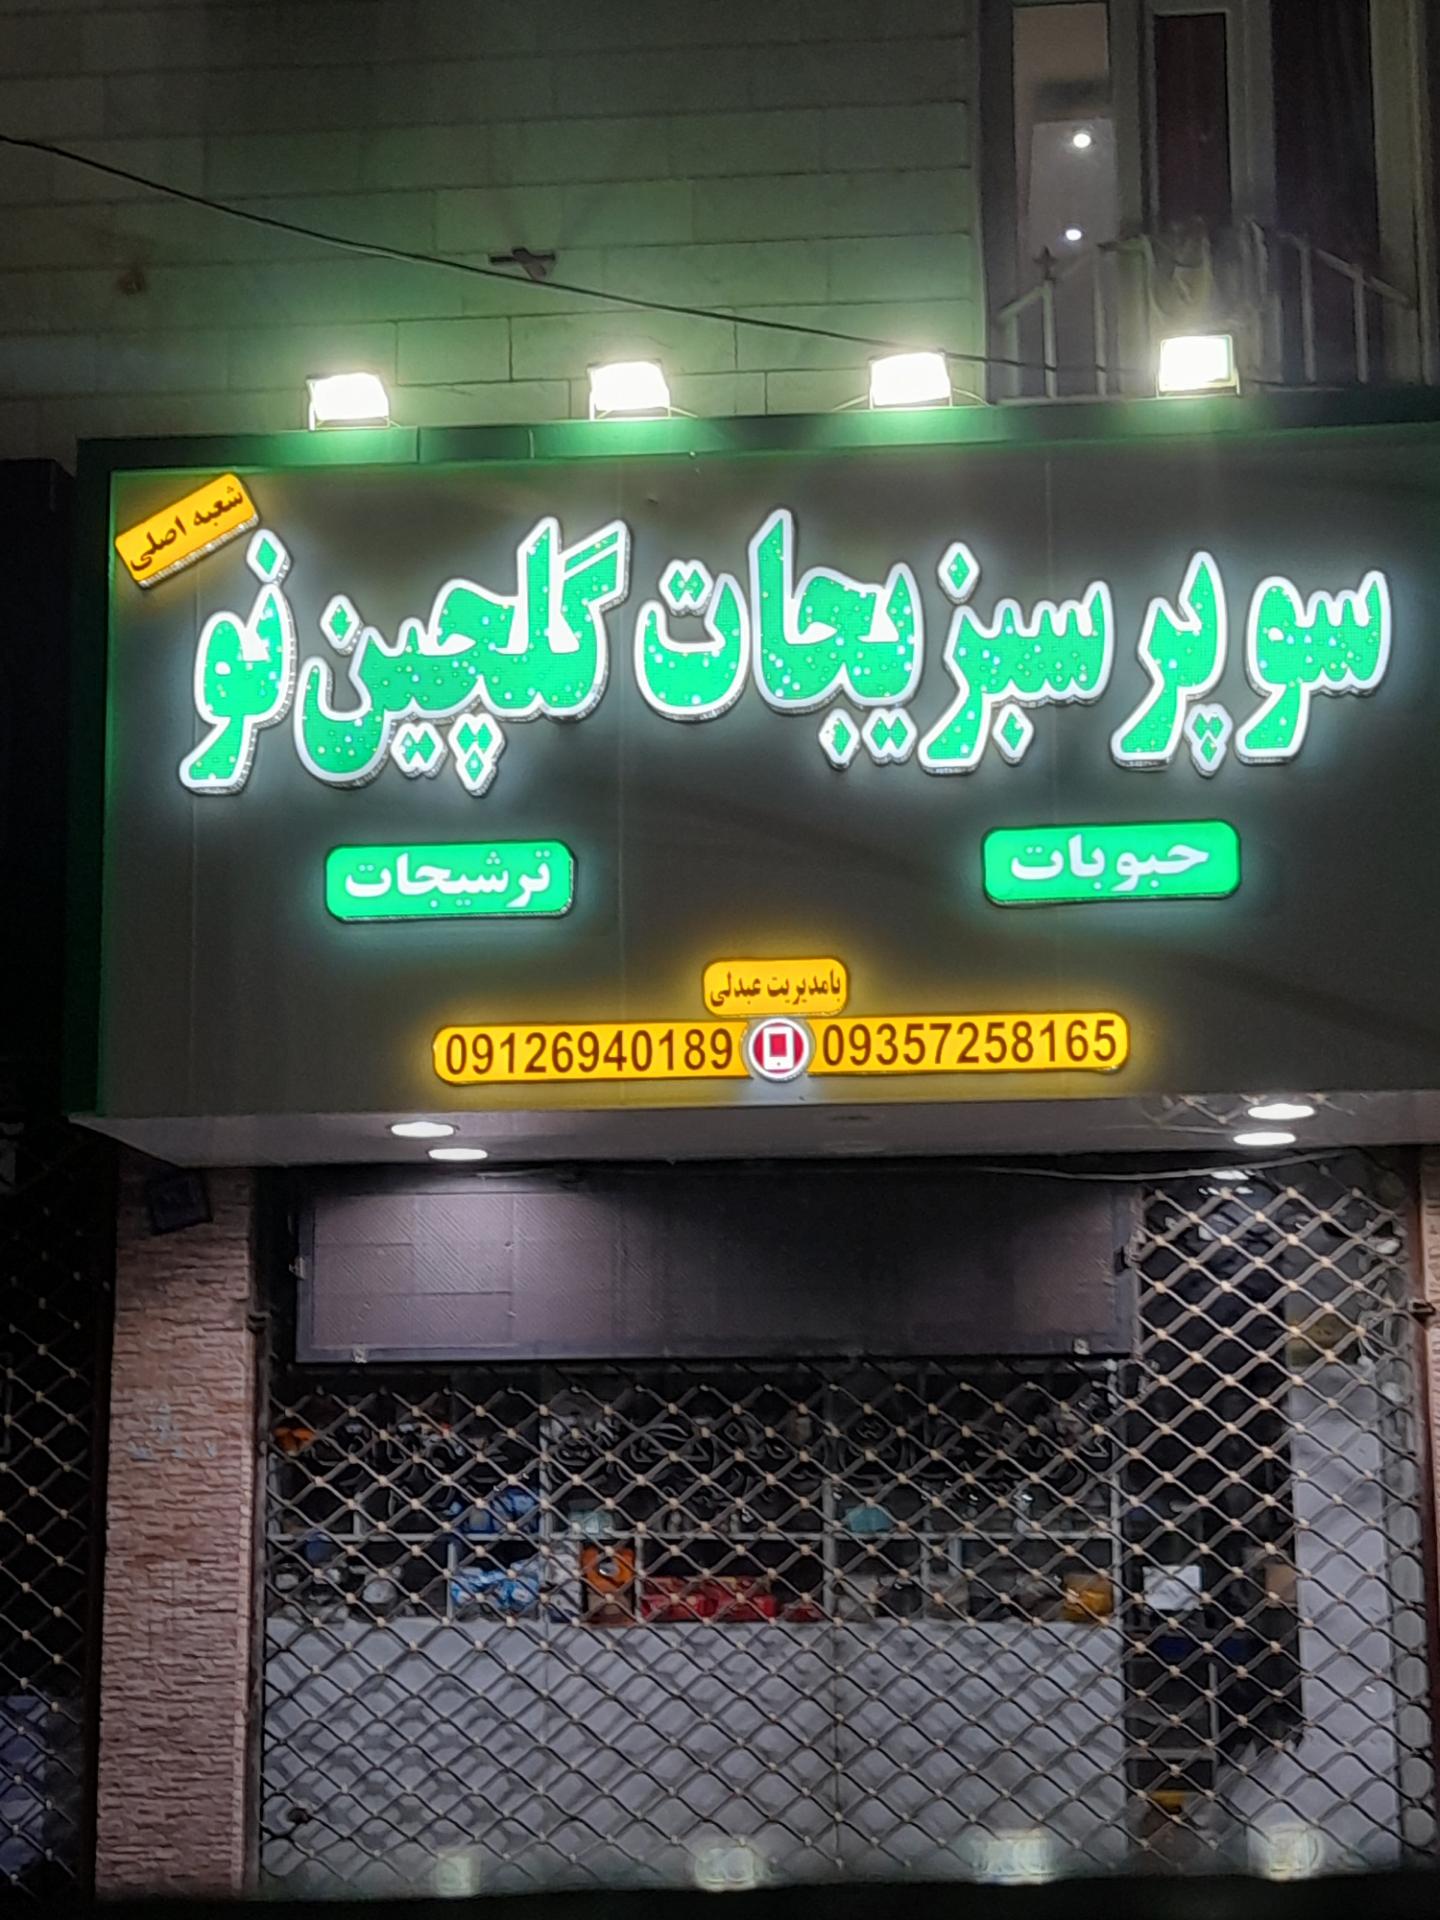 شعبه اصلی
سوپر سبزیجات گلچین نو
حبوبات
ترشیجات
بامدیریت عبدلی
09126940189 09357258165